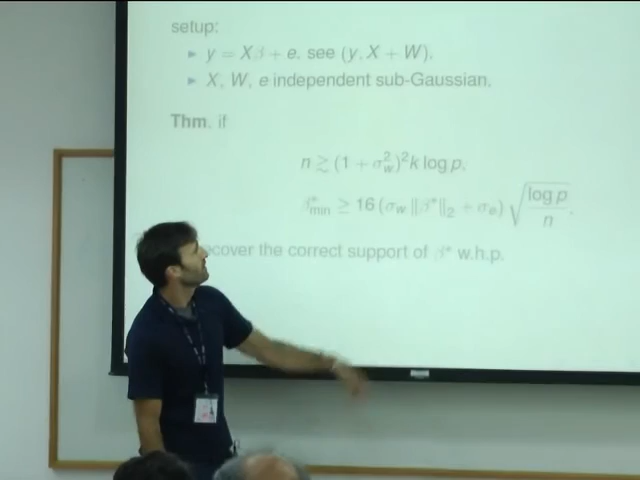 setup:
► y = Xβ + e, see (y, X + W).
► X, W, e independent sub-Gaussian.
Thm. if
n ≳ (1 + σ_w^2)^2 k log p,
β*_min ≥ 16 (σ_w ‖β*‖_2 + σ_e) √(log p / n).
recover the correct support of β* w.h.p.